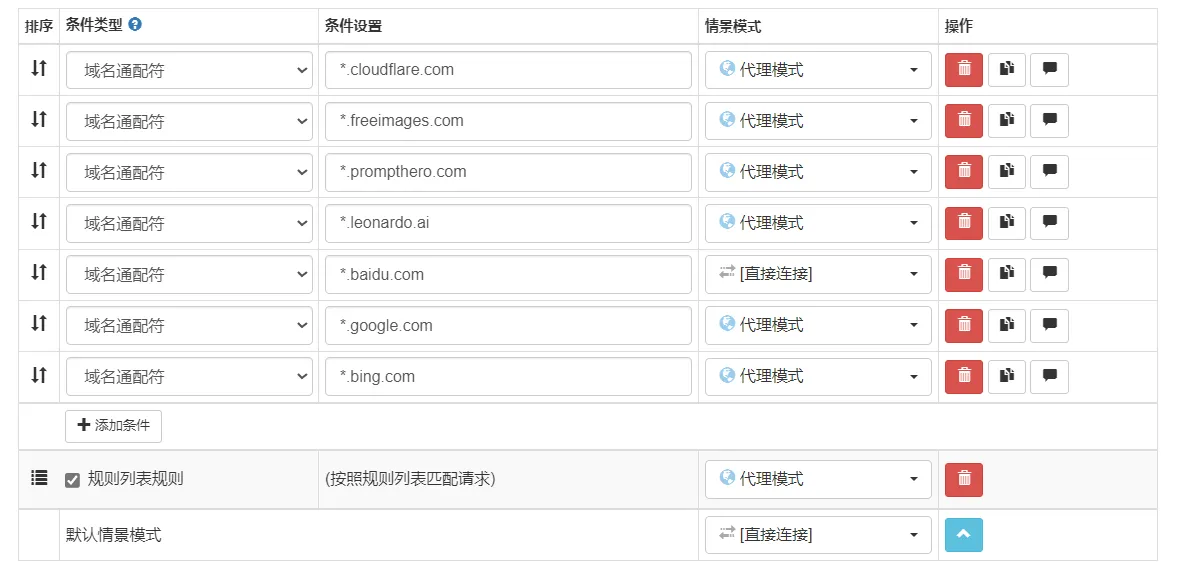 排序 条件类型 条件设置 情景模式 操作
域名通配符 *.cloudflare.com 代理模式
域名通配符 *.freeimages.com 代理模式
域名通配符 *.prompthero.com 代理模式
域名通配符 *.leonardo.ai 代理模式
域名通配符 *.baidu.com [直接连接]
域名通配符 *.google.com 代理模式
域名通配符 *.bing.com 代理模式
添加条件
规则列表规则 (按照规则列表匹配请求) 代理模式
默认情景模式 [直接连接]